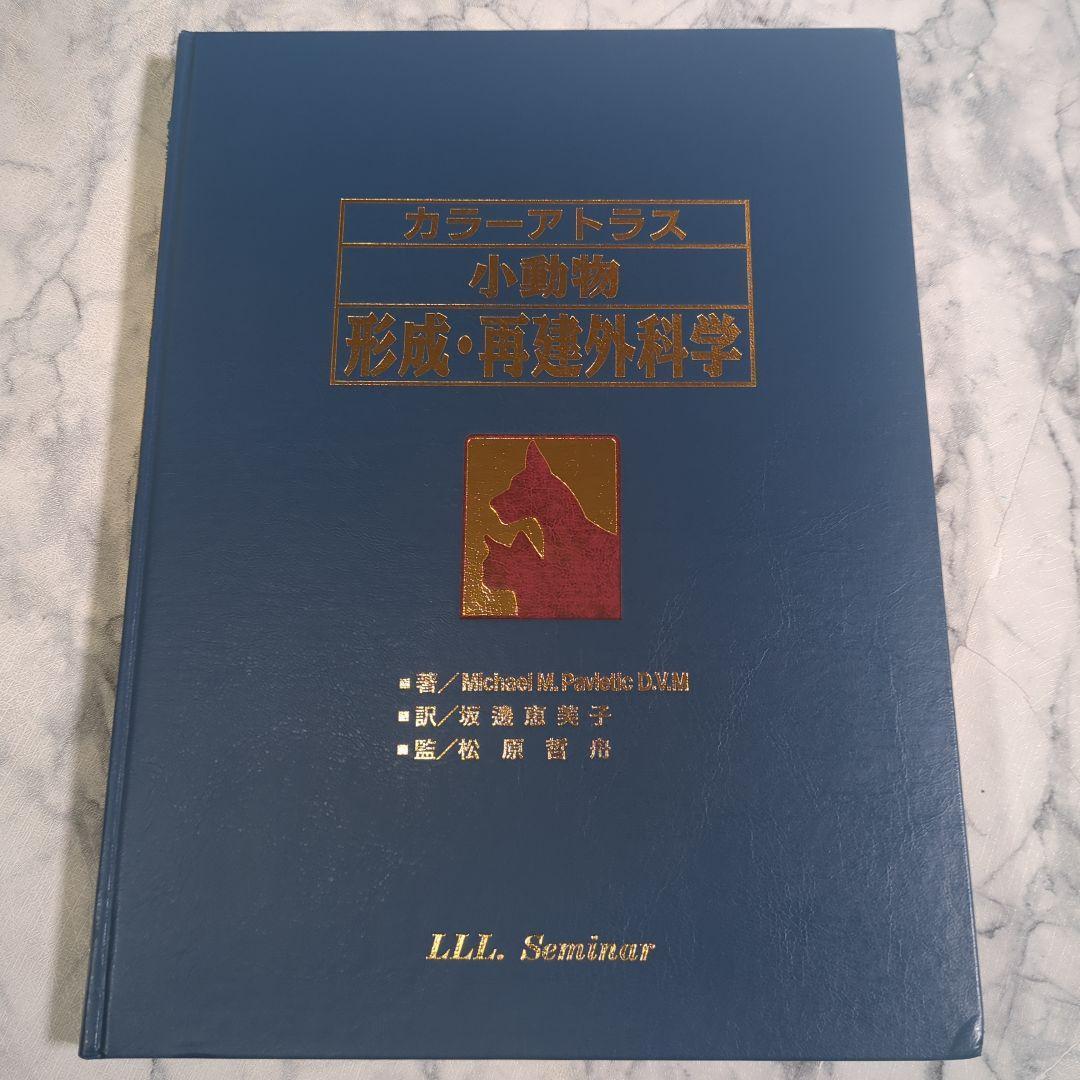 カラーアトラス
小動物
形成・再建外科学
著／Michael M. Pavletic D.V.M
訳／坂邊恵美子
監／松原哲舟
LLL. Seminar